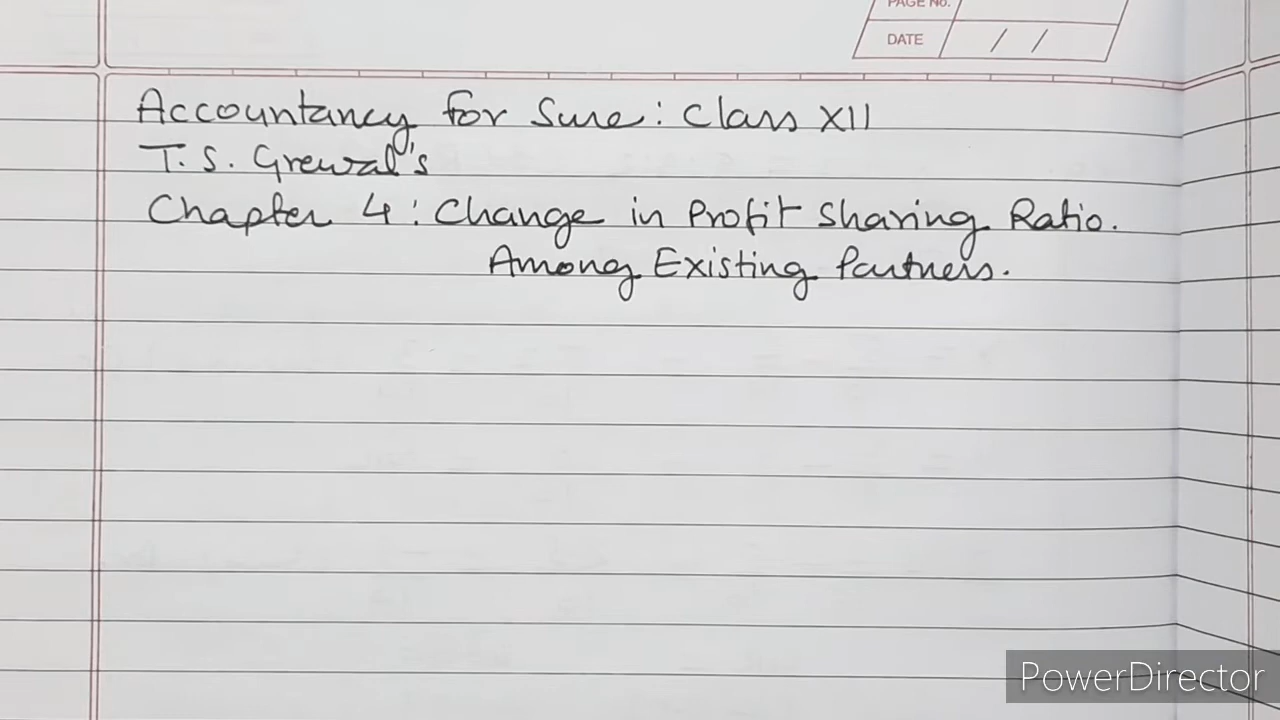 PAGE No.
DATE / /
Accountancy for Sure : Class XII
T. S. Grewal's
Chapter 4 : Change in Profit Sharing Ratio.
Among Existing Partners.
PowerDirector